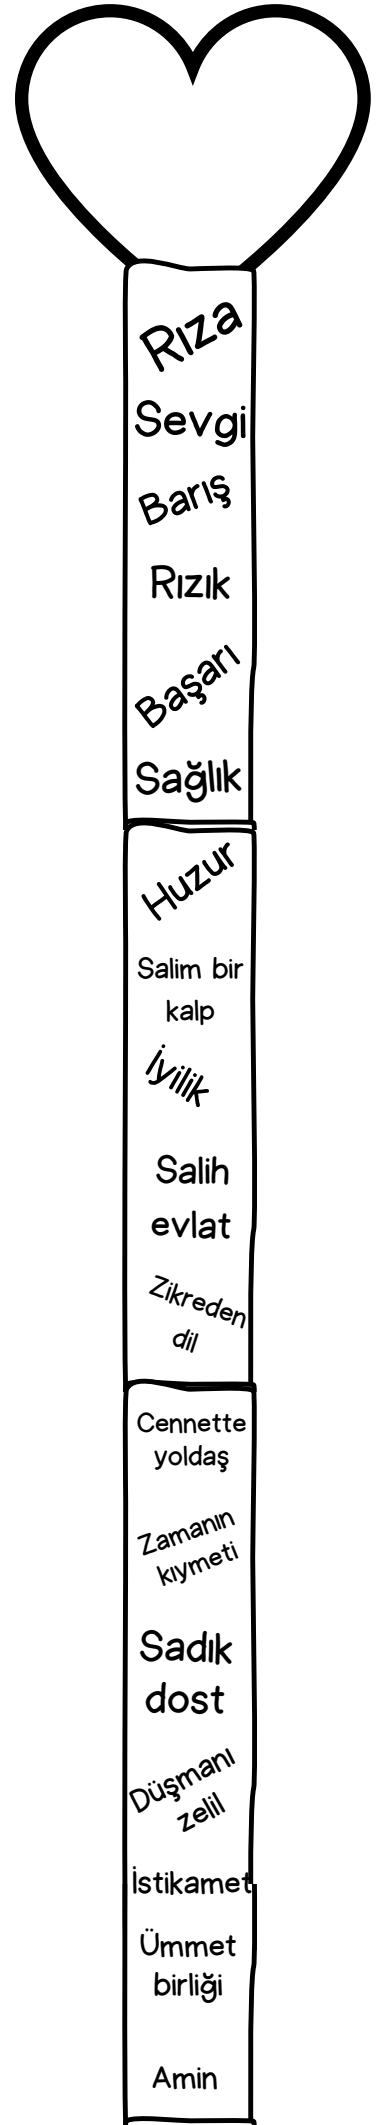 Rıza
Sevgi
Barış
Rızık
Başarı
Sağlık
Huzur
Salim bir
kalp
İyilik
Salih
evlat
Zikreden
dil
Cennette
yoldaş
Zamanın
kıymeti
Sadık
dost
Düşmanı
zelil
İstikamet
Ümmet
birliği
Amin